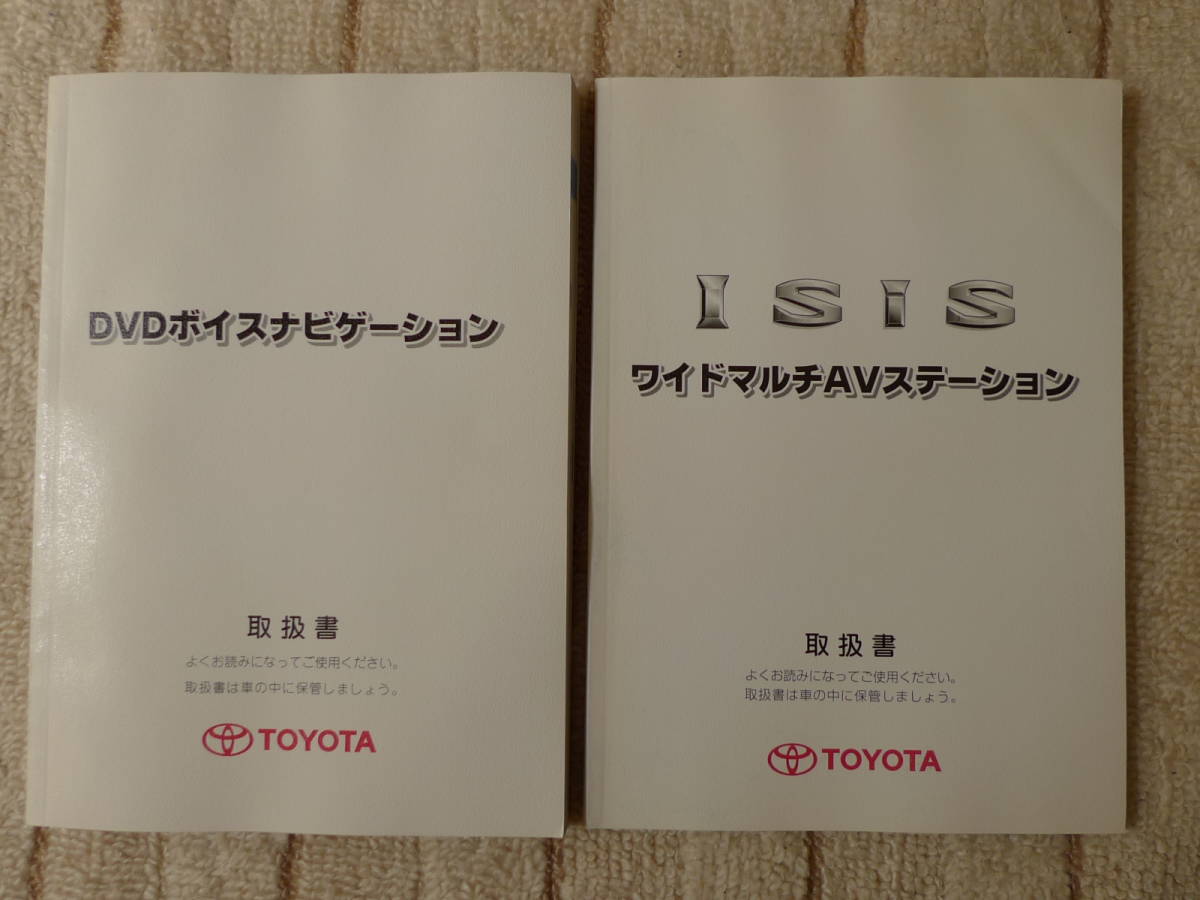 DVDボイスナビゲーション
取扱書
よくお読みになってご使用ください。
取扱書は車の中に保管しましょう。
TOYOTA
ISIS
ワイドマルチAVステーション
取扱書
よくお読みになってご使用ください。
取扱書は車の中に保管しましょう。
TOYOTA